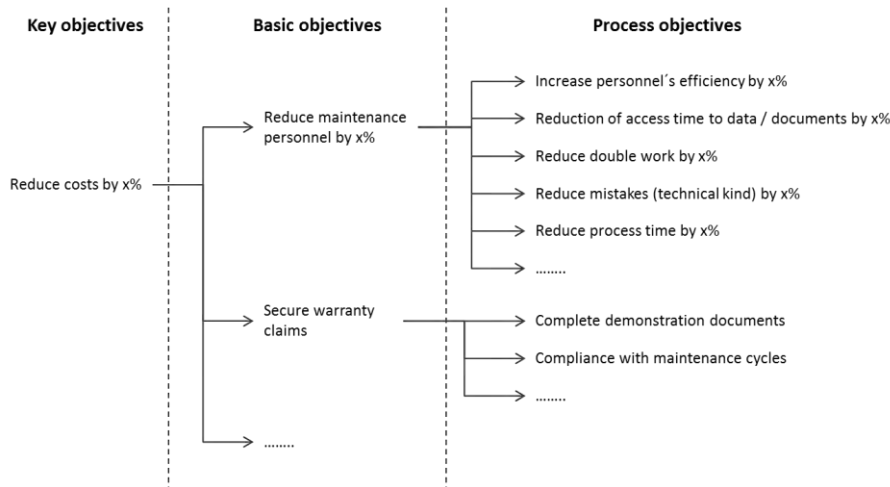 Key objectives
Basic objectives
Process objectives
Reduce costs by x%
Reduce maintenance
personnel by x%
Increase personnel´s efficiency by x%
Reduction of access time to data / documents by x%
Reduce double work by x%
Reduce mistakes (technical kind) by x%
Reduce process time by x%
........
Secure warranty
claims
Complete demonstration documents
Compliance with maintenance cycles
........
........